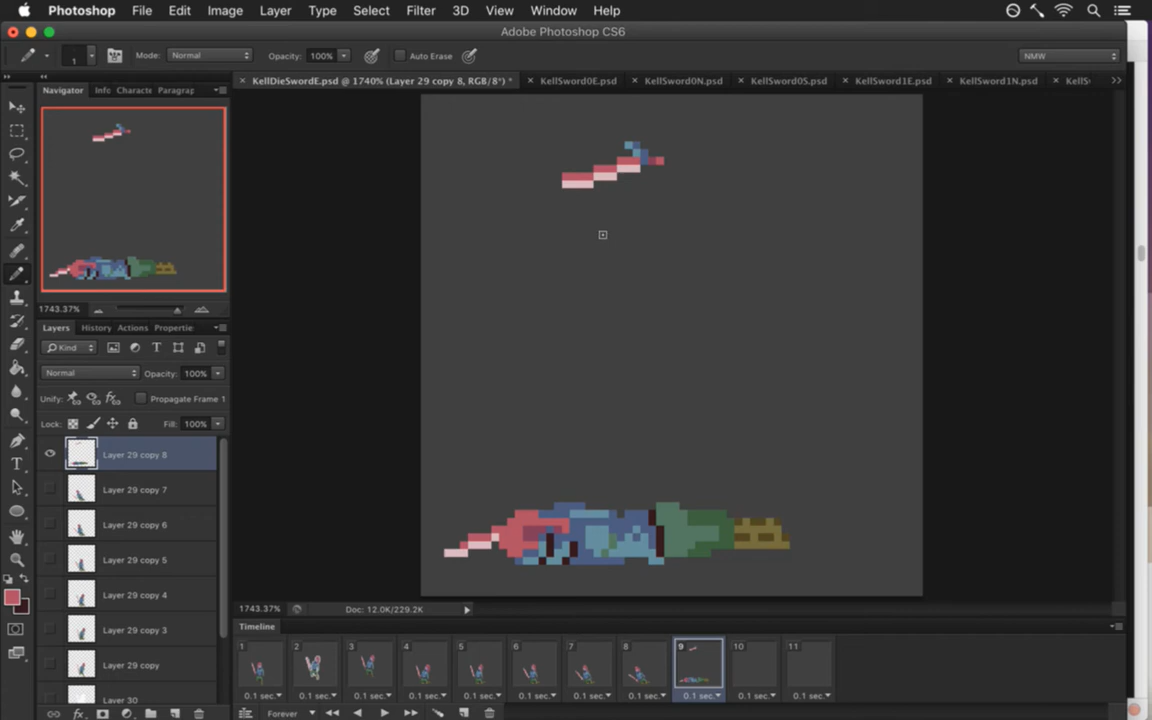 Photoshop File Edit Image Layer Type Select Filter 3D View Window Help
Adobe Photoshop CS6
1 Mode: Normal Opacity: 100% Auto Erase NMW
KellDieSwordE.psd @ 1740% (Layer 29 copy 8, RGB/8*) * KellSword0E.psd KellSword0N.psd KellSword0S.psd KellSword1E.psd KellSword1N.psd KellS
Navigator Info Characte Paragrap
1743.37%
Layers History Actions Propertie
Kind
Normal Opacity: 100%
Unify: Propagate Frame 1
Lock: Fill: 100%
Layer 29 copy 8
Layer 29 copy 7
Layer 29 copy 6
Layer 29 copy 5
Layer 29 copy 4
Layer 29 copy 3
Layer 29 copy
Layer 30
1743.37% Doc: 12.0K/229.2K
Timeline
1 2 3 4 5 6 7 8 9 10 11
0.1 sec. 0.1 sec. 0.1 sec. 0.1 sec. 0.1 sec. 0.1 sec. 0.1 sec. 0.1 sec. 0.1 sec. 0.1 sec. 0.1 sec.
Forever